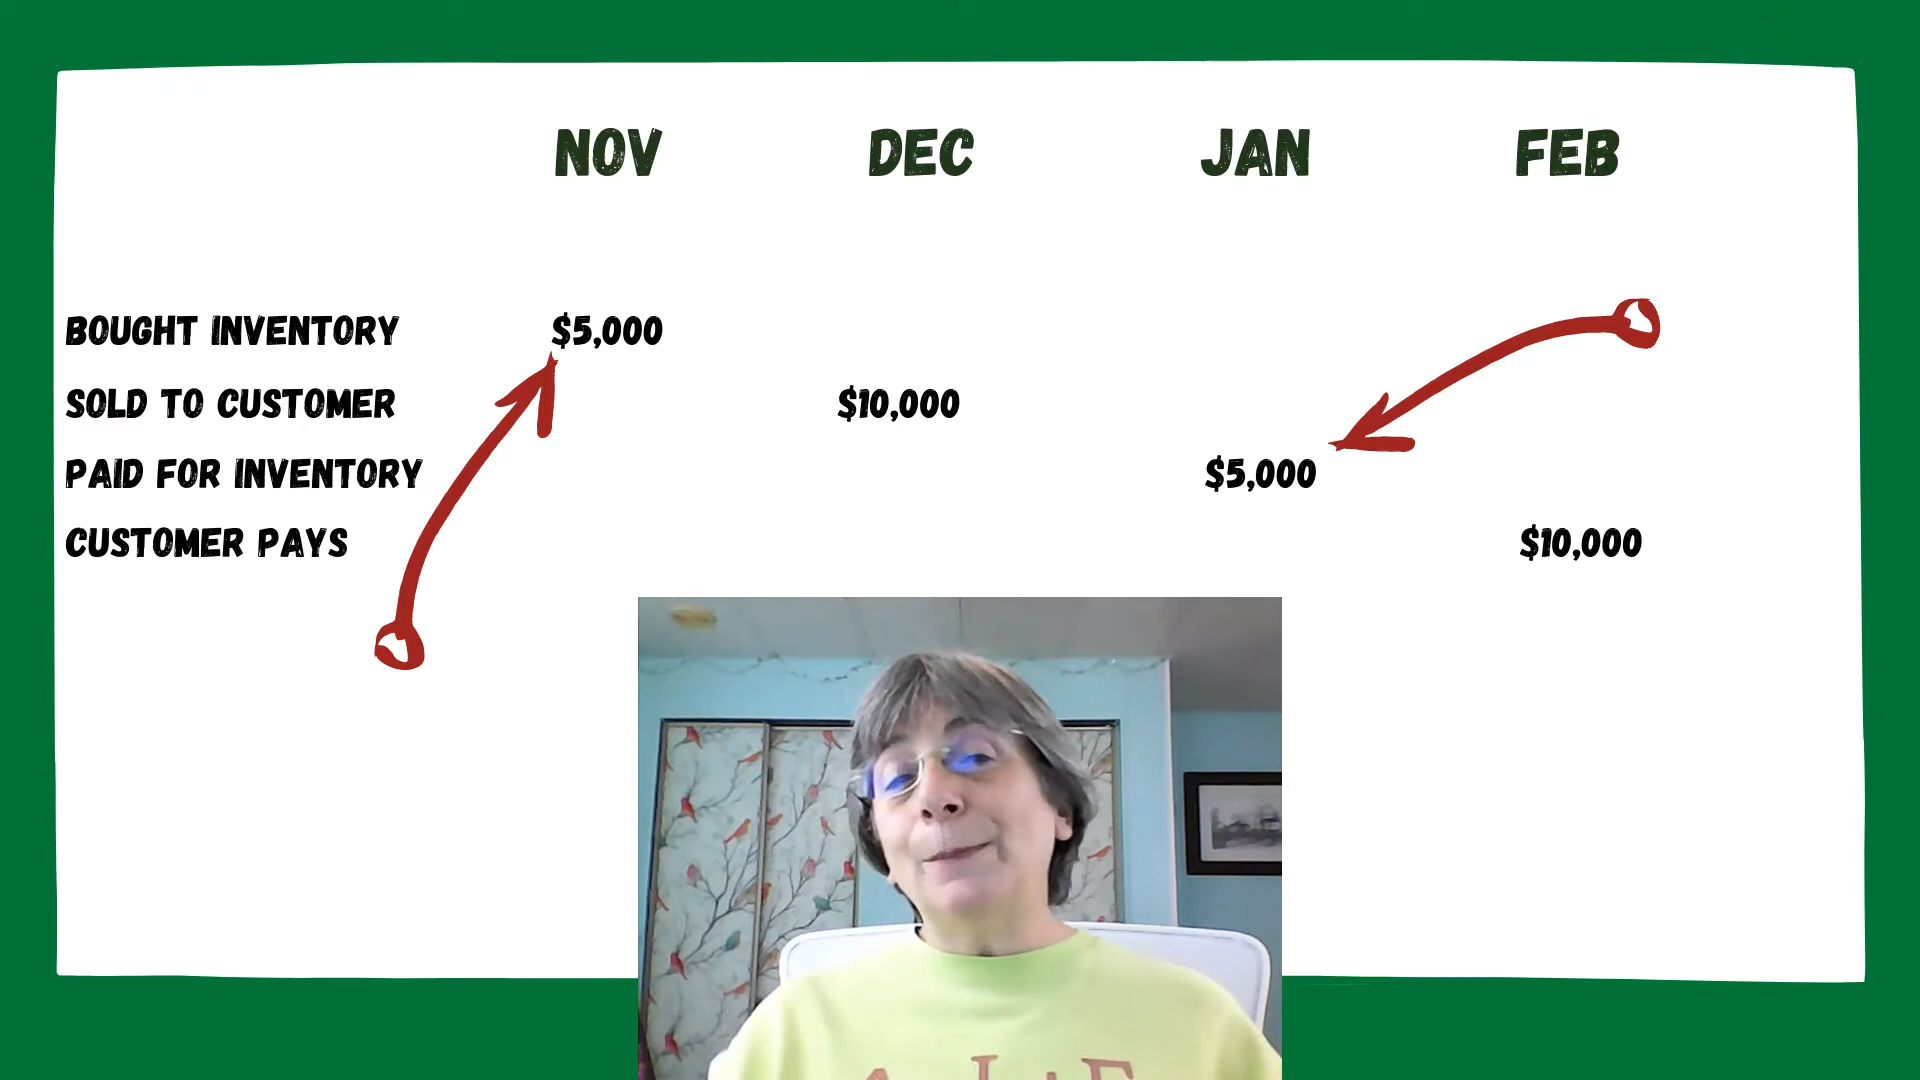 NOV DEC JAN FEB
BOUGHT INVENTORY $5,000
SOLD TO CUSTOMER $10,000
PAID FOR INVENTORY $5,000
CUSTOMER PAYS $10,000